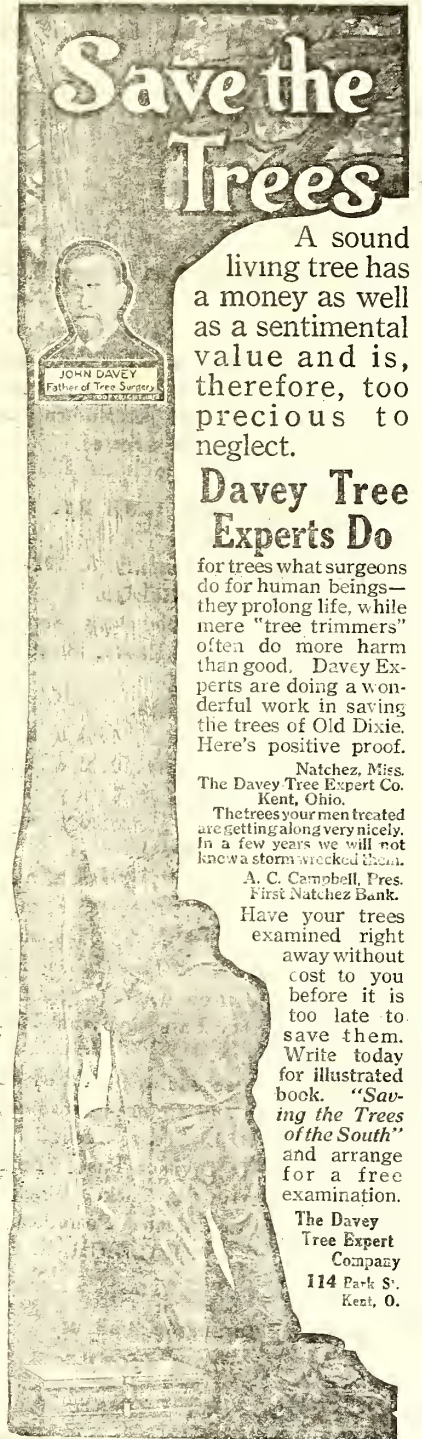 Save the
Trees
JOHN DAVEY
Father of Tree Surgery
A sound
living tree has
a money as well
as a sentimental
value and is,
therefore, too
precious to
neglect.
Davey Tree
Experts Do
for trees what surgeons
do for human beings—
they prolong life, while
mere "tree trimmers"
often do more harm
than good. Davey Ex-
perts are doing a won-
derful work in saving
the trees of Old Dixie.
Here's positive proof.
Natchez, Miss.
The Davey Tree Expert Co.
Kent, Ohio.
The trees your men treated
are getting along very nicely.
In a few years we will not
know a storm wrecked them.
A. C. Campbell, Pres.
First Natchez Bank.
Have your trees
examined right
away without
cost to you
before it is
too late to
save them.
Write today
for illustrated
book. "Sav-
ing the Trees
of the South"
and arrange
for a free
examination.
The Davey
Tree Expert
Company
114 Park St.
Kent, O.